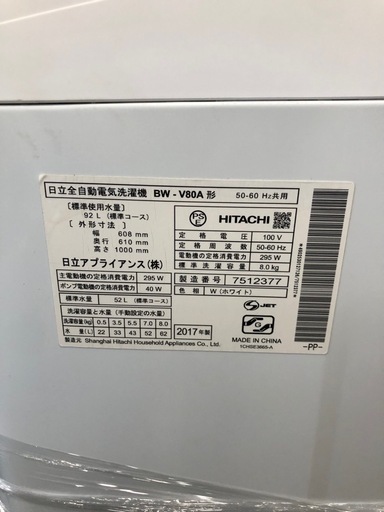 日立全自動電気洗濯機 BW-V80A 形 50-60 Hz共用
[標準使用水量]
92 L (標準コース)
[外形寸法]
幅 608 mm
奥行 610 mm
高さ 1000 mm
日立アプライアンス(株)
主電動機の定格消費電力 295 W
ポンプ電動機の定格消費電力 40 W
標準水量 52 L (標準コース)
洗濯容量と水量 (手動設定の水量)
洗濯容量(kg) 0.5 3.5 5.5 7.0 8.0
水量(L) 22 33 43 52 62
2017年製
製造元 Shanghai Hitachi Household Appliances Co., Ltd.
PS
E
HITACHI
定格電圧 100 V
定格周波数 50-60 Hz
電動機の定格消費電力 295 W
標準洗濯容量 8.0kg
製造番号 7512377
色柄 W (ホワイト)
S JET
MADE IN CHINA
1CHSE3865-A
-PP-